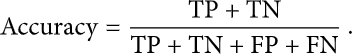 Accuracy = TP + TN / TP + TN + FP + FN .